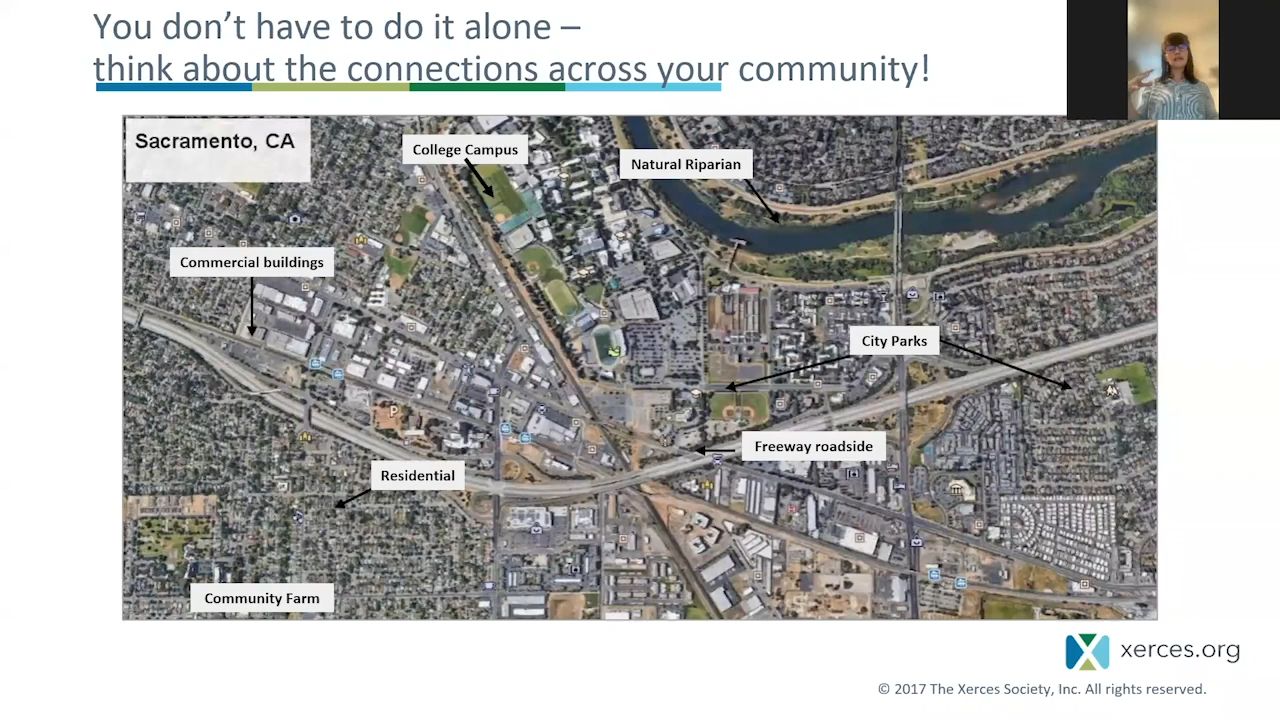 You don't have to do it alone –
think about the connections across your community!
Sacramento, CA
College Campus
Natural Riparian
Commercial buildings
City Parks
Freeway roadside
Residential
Community Farm
P
xerces.org
© 2017 The Xerces Society, Inc. All rights reserved.